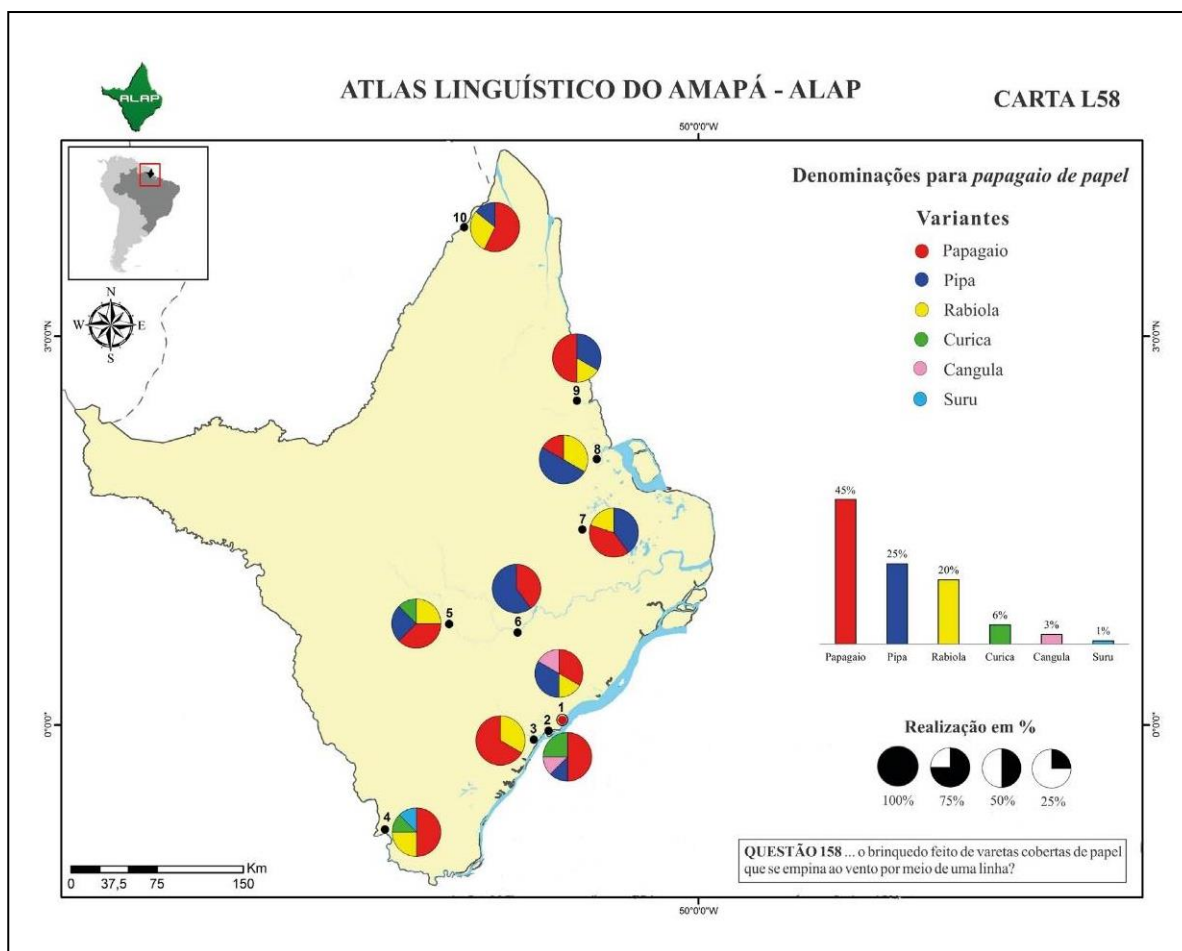 ATLAS LINGUÍSTICO DO AMAPÁ - ALAP
CARTA L58
ALAP
50°0'0"W
Denominações para papagaio de papel
Variantes
Papagaio
Pipa
Rabiola
Curica
Cangula
Suru
N
W E
S
3°0'0"N
3°0'0"N
0°0'0"
0°0'0"
10
9
8
7
5
6
1
2
3
4
45%
25%
20%
6%
3%
1%
Papagaio Pipa Rabiola Curica Cangula Suru
Realização em %
100% 75% 50% 25%
QUESTÃO 158 ... o brinquedo feito de varetas cobertas de papel
que se empina ao vento por meio de uma linha?
Km
0 37,5 75 150
50°0'0"W